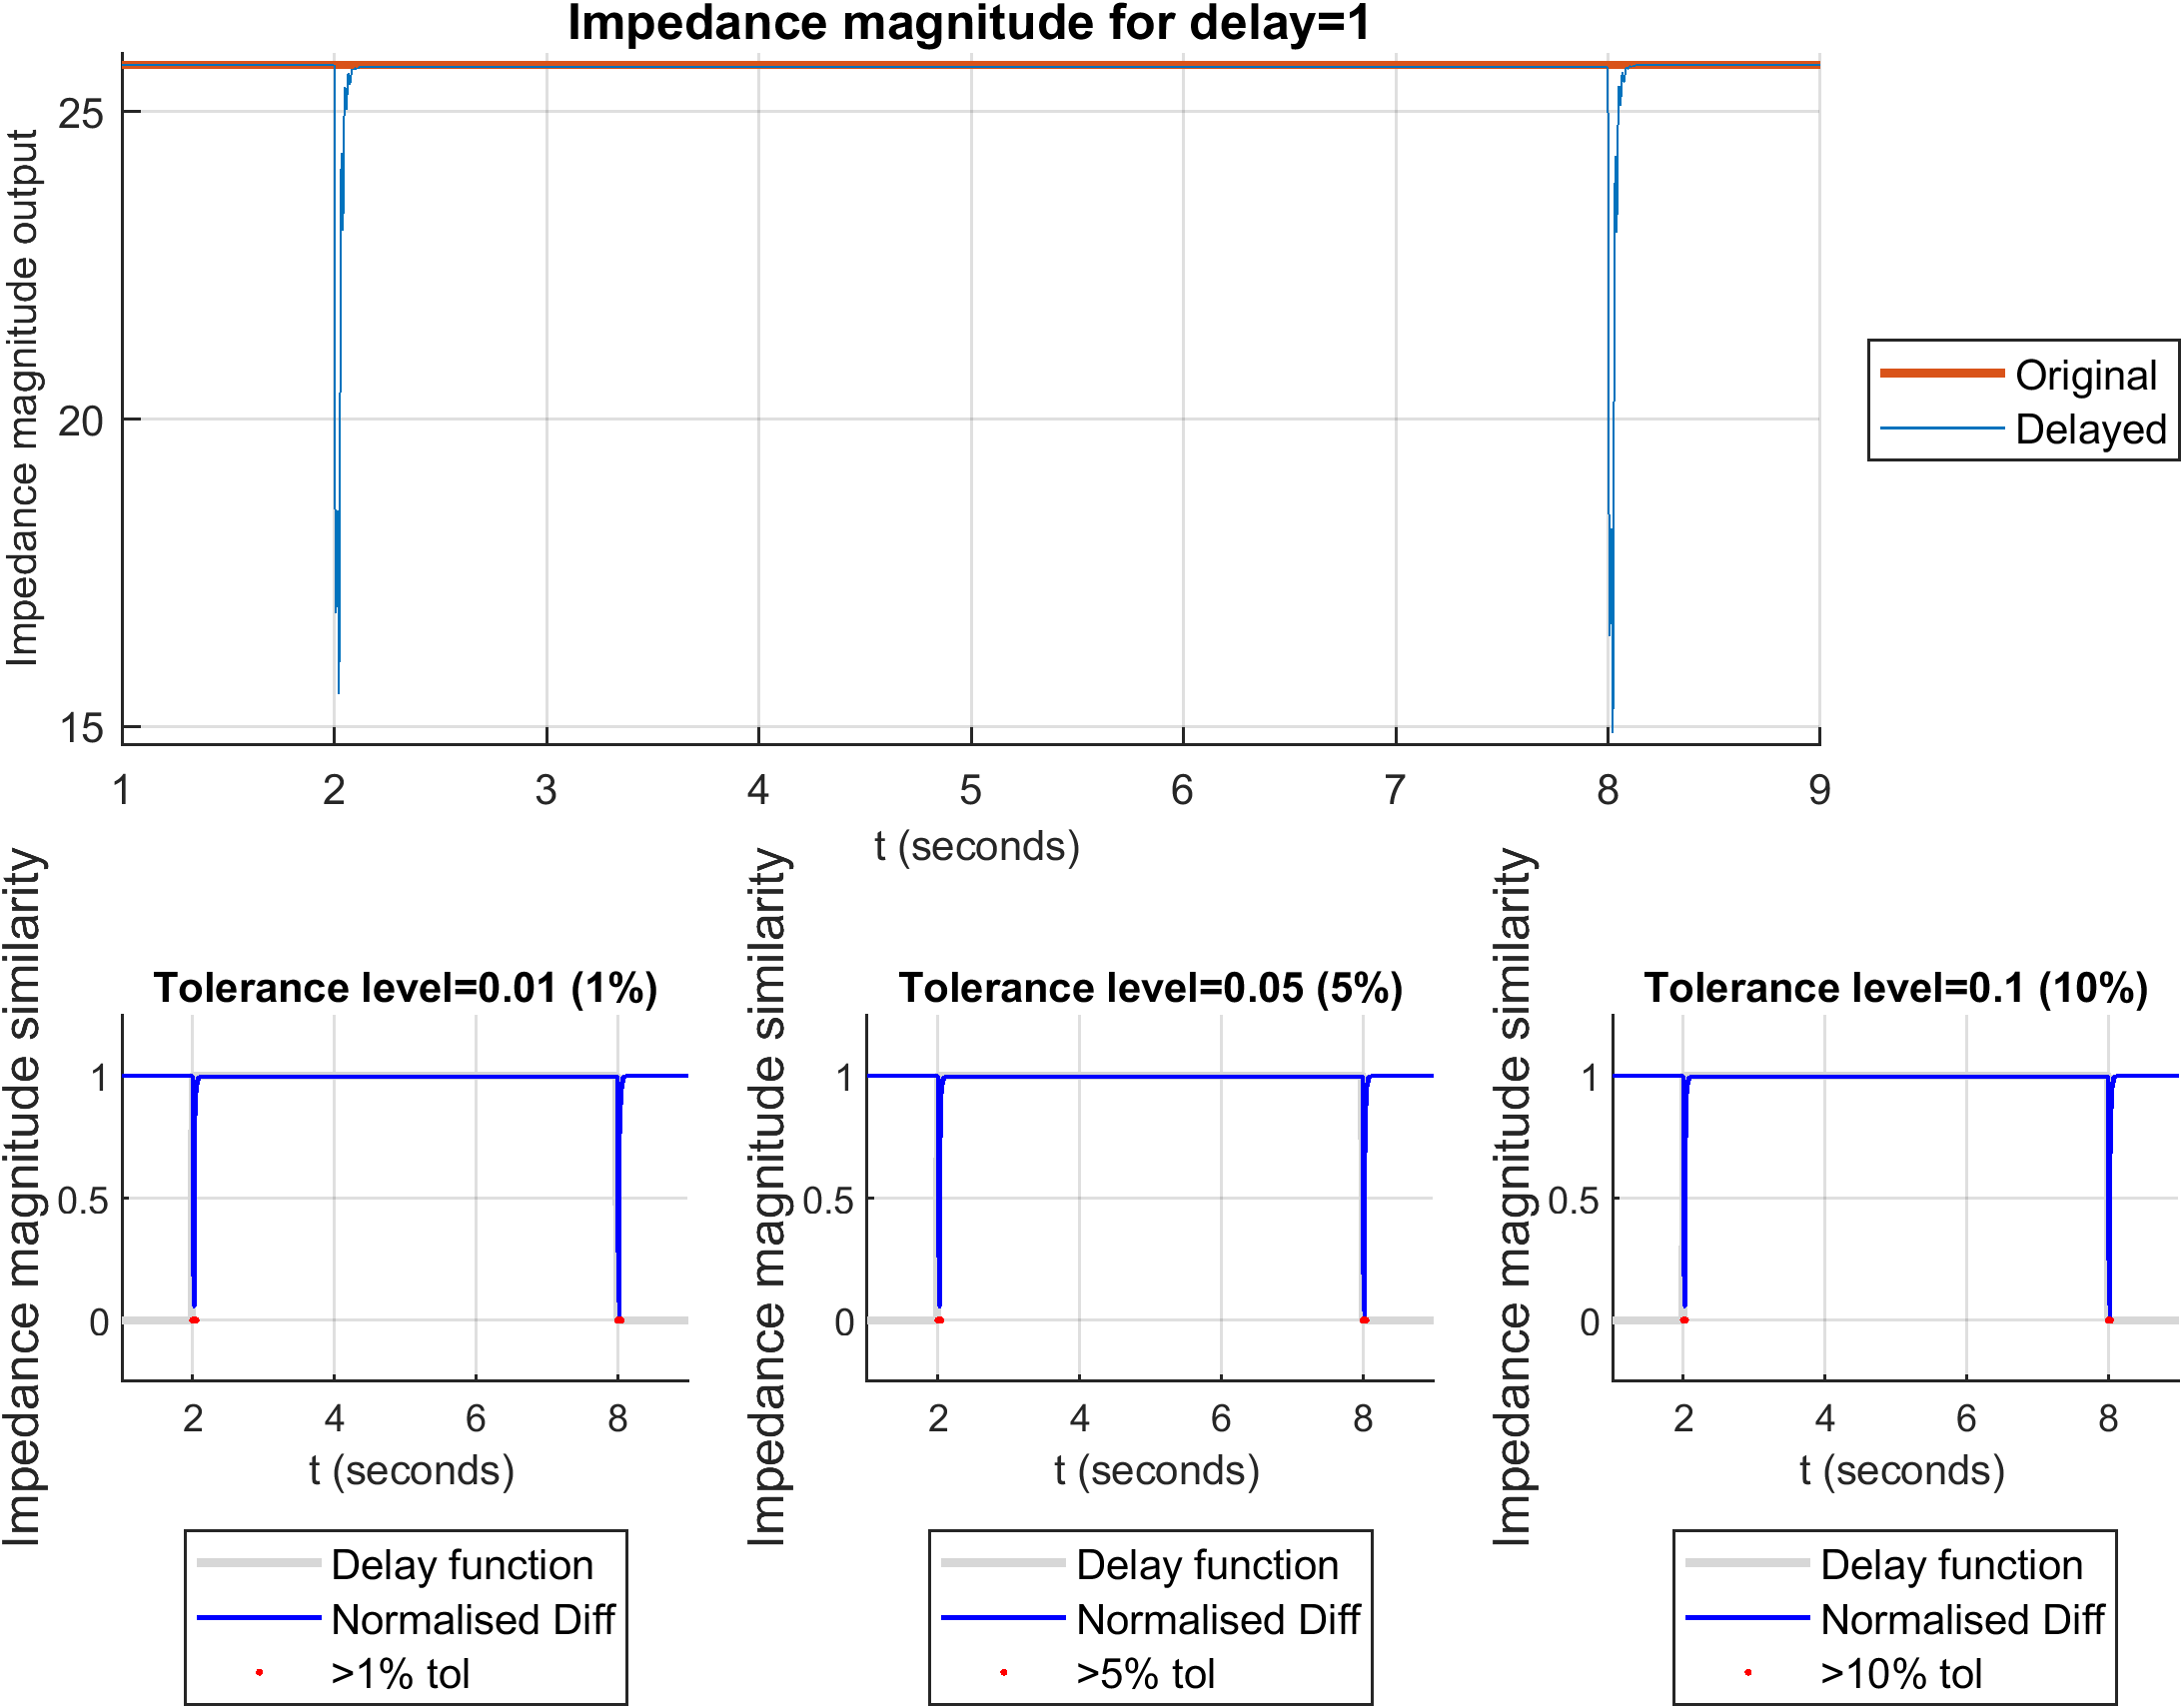 Impedance magnitude for delay=1
Impedance magnitude output
25
20
15
1 2 3 4 5 6 7 8 9
t (seconds)
Original
Delayed
Tolerance level=0.01 (1%)
Impedance magnitude similarity
1
0.5
0
2 4 6 8
t (seconds)
Delay function
Normalised Diff
>1% tol
Tolerance level=0.05 (5%)
Impedance magnitude similarity
1
0.5
0
2 4 6 8
t (seconds)
Delay function
Normalised Diff
>5% tol
Tolerance level=0.1 (10%)
Impedance magnitude similarity
1
0.5
0
2 4 6 8
t (seconds)
Delay function
Normalised Diff
>10% tol